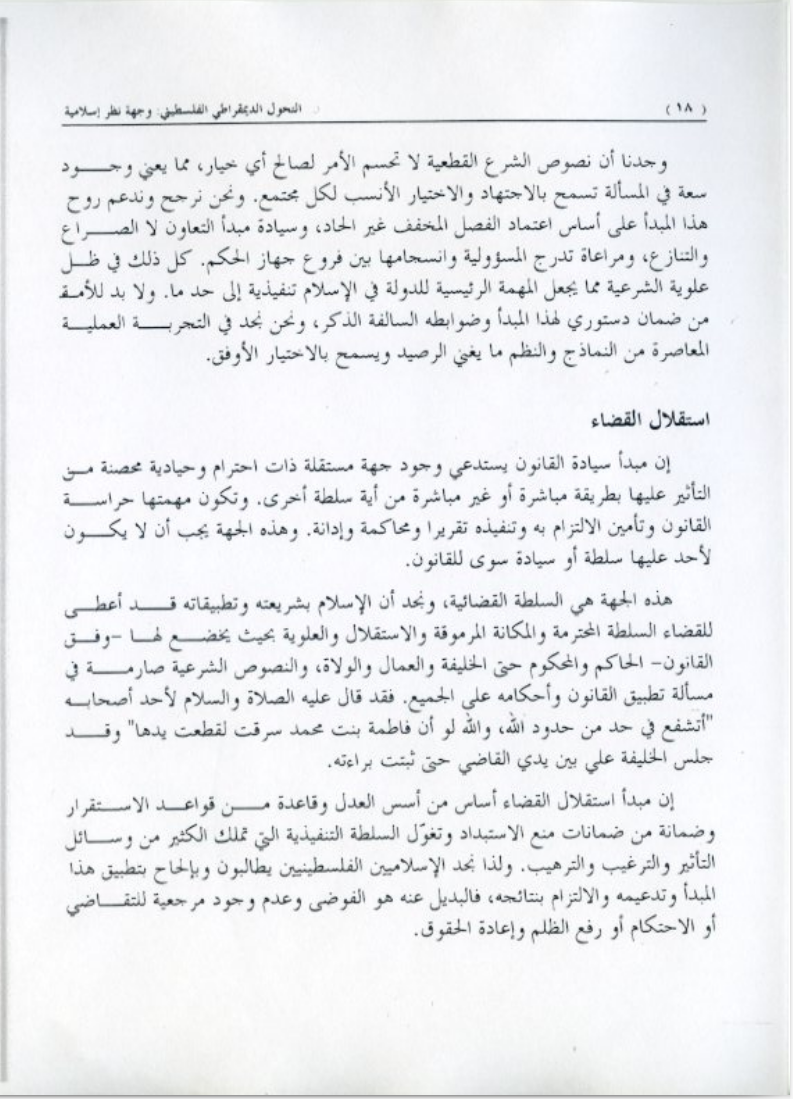 ( ١٨ ) التحول الديمقراطي الفلسطيني: وجهة نظر إسلامية
وجدنا أن نصوص الشرع القطعية لا تحسم الأمر لصالح أي خيار، مما يعني وجود
سعة في المسألة تسمح بالاجتهاد والاختيار الأنسب لكل مجتمع. ونحن نرجح وندعم روح
هذا المبدأ على أساس اعتماد الفصل المخفف غير الحاد، وسيادة مبدأ التعاون لا الصراع
والتنازع، ومراعاة تدرج المسؤولية وانسجامها بين فروع جهاز الحكم. كل ذلك في ظل
علوية الشرعية مما يجعل المهمة الرئيسية للدولة في الإسلام تنفيذية إلى حد ما. ولا بد للأمة
من ضمان دستوري لهذا المبدأ وضوابطه السالفة الذكر، ونحن نجد في التجربة العملية
المعاصرة من النماذج والنظم ما يغني الرصيد ويسمح بالاختيار الأوفق.
استقلال القضاء
إن مبدأ سيادة القانون يستدعي وجود جهة مستقلة ذات احترام وحيادية محصنة من
التأثير عليها بطريقة مباشرة أو غير مباشرة من أية سلطة أخرى. وتكون مهمتها حراسة
القانون وتأمين الالتزام به وتنفيذه تقريرا ومحاكمة وإدانة. وهذه الجهة يجب أن لا يكون
لأحد عليها سلطة أو سيادة سوى للقانون.
هذه الجهة هي السلطة القضائية، ونجد أن الإسلام بشريعته وتطبيقاته قد أعطى
للقضاء السلطة المحترمة والمكانة المرموقة والاستقلال والعلوية بحيث يخضع لها –وفق
القانون– الحاكم والمحكوم حتى الخليفة والعمال والولاة، والنصوص الشرعية صارمة في
مسألة تطبيق القانون وأحكامه على الجميع. فقد قال عليه الصلاة والسلام لأحد أصحابه
"أتشفع في حد من حدود الله، والله لو أن فاطمة بنت محمد سرقت لقطعت يدها" وقد
جلس الخليفة علي بين يدي القاضي حتى ثبتت براءته.
إن مبدأ استقلال القضاء أساس من أسس العدل وقاعدة من قواعد الاستقرار
وضمانة من ضمانات منع الاستبداد وتغوّل السلطة التنفيذية التي تملك الكثير من وسائل
التأثير والترغيب والترهيب. ولذا نجد الإسلاميين الفلسطينيين يطالبون وبإلحاح بتطبيق هذا
المبدأ وتدعيمه والالتزام بنتائجه، فالبديل عنه هو الفوضى وعدم وجود مرجعية للتقاضي
أو الاحتكام أو رفع الظلم وإعادة الحقوق.